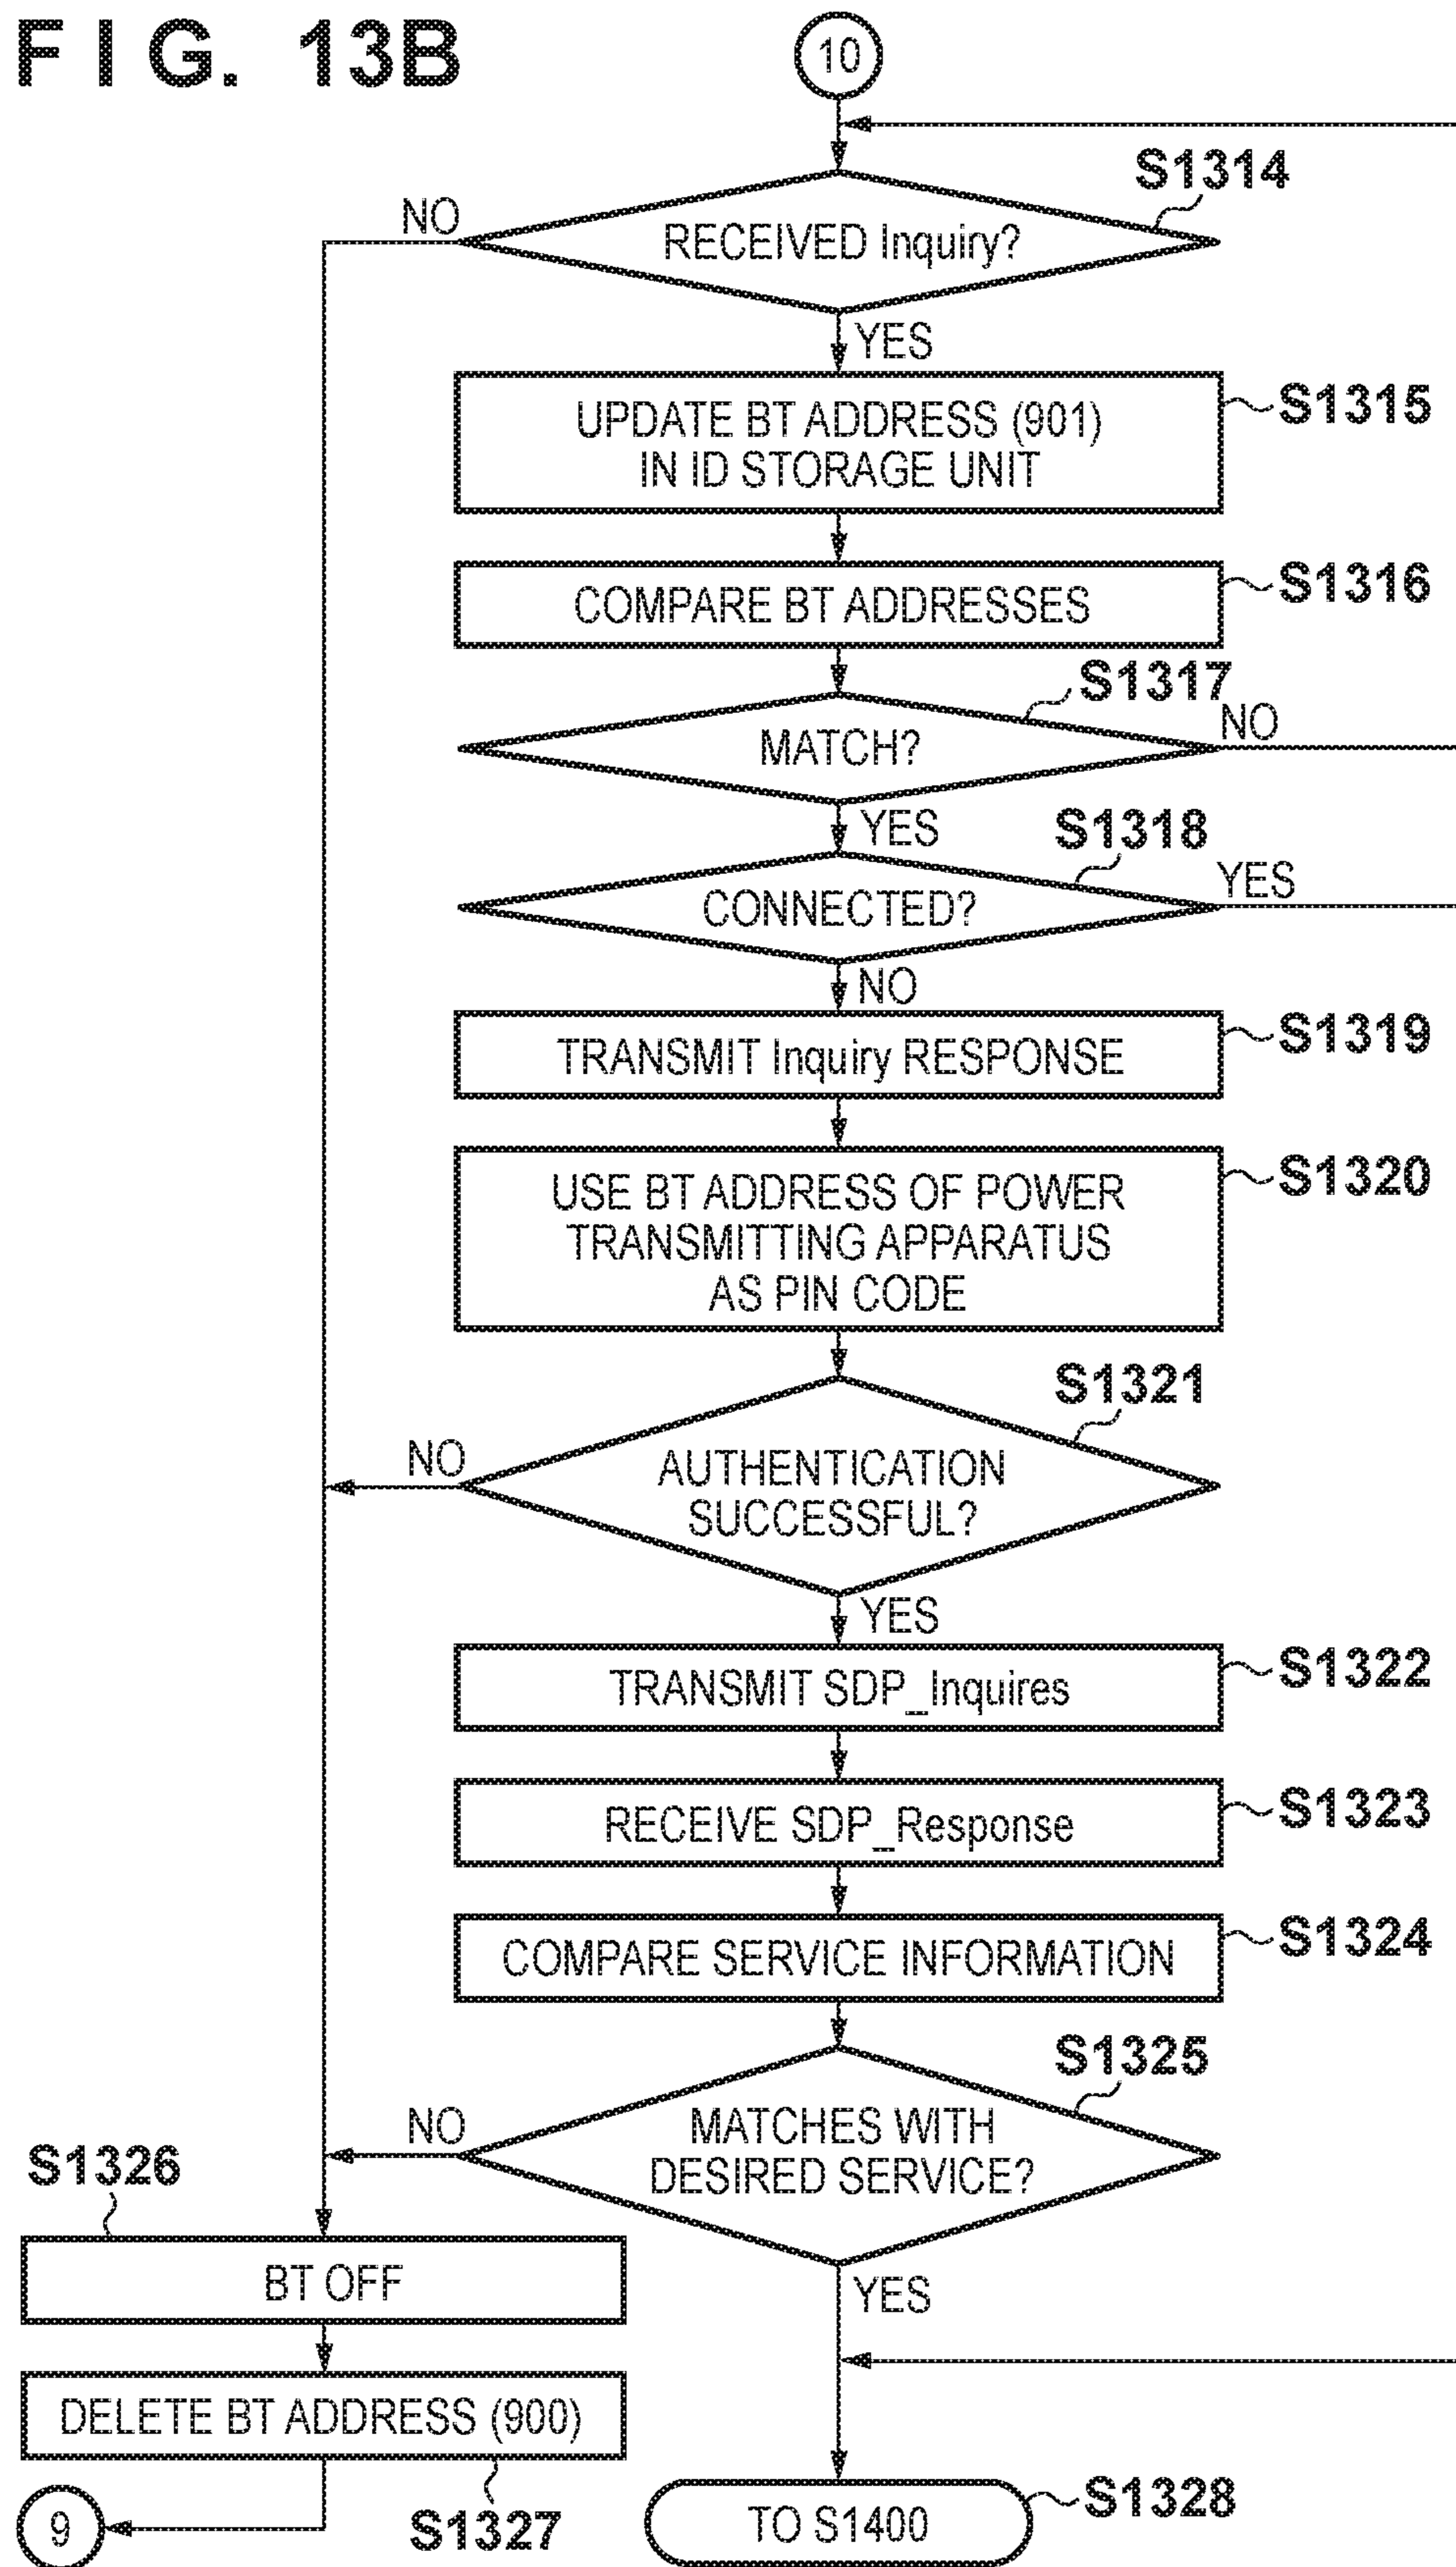 FIG. 13B
10
S1314
NO
RECEIVED Inquiry?
YES
UPDATE BT ADDRESS (901)
IN ID STORAGE UNIT
S1315
COMPARE BT ADDRESSES
S1316
S1317
MATCH?
NO
YES
S1318
CONNECTED?
YES
NO
TRANSMIT Inquiry RESPONSE
S1319
USE BT ADDRESS OF POWER
TRANSMITTING APPARATUS
AS PIN CODE
S1320
S1321
NO
AUTHENTICATION
SUCCESSFUL?
YES
TRANSMIT SDP_Inquires
S1322
RECEIVE SDP_Response
S1323
COMPARE SERVICE INFORMATION
S1324
S1325
NO
MATCHES WITH
DESIRED SERVICE?
S1326
YES
BT OFF
DELETE BT ADDRESS (900)
S1327
9
TO S1400
S1328